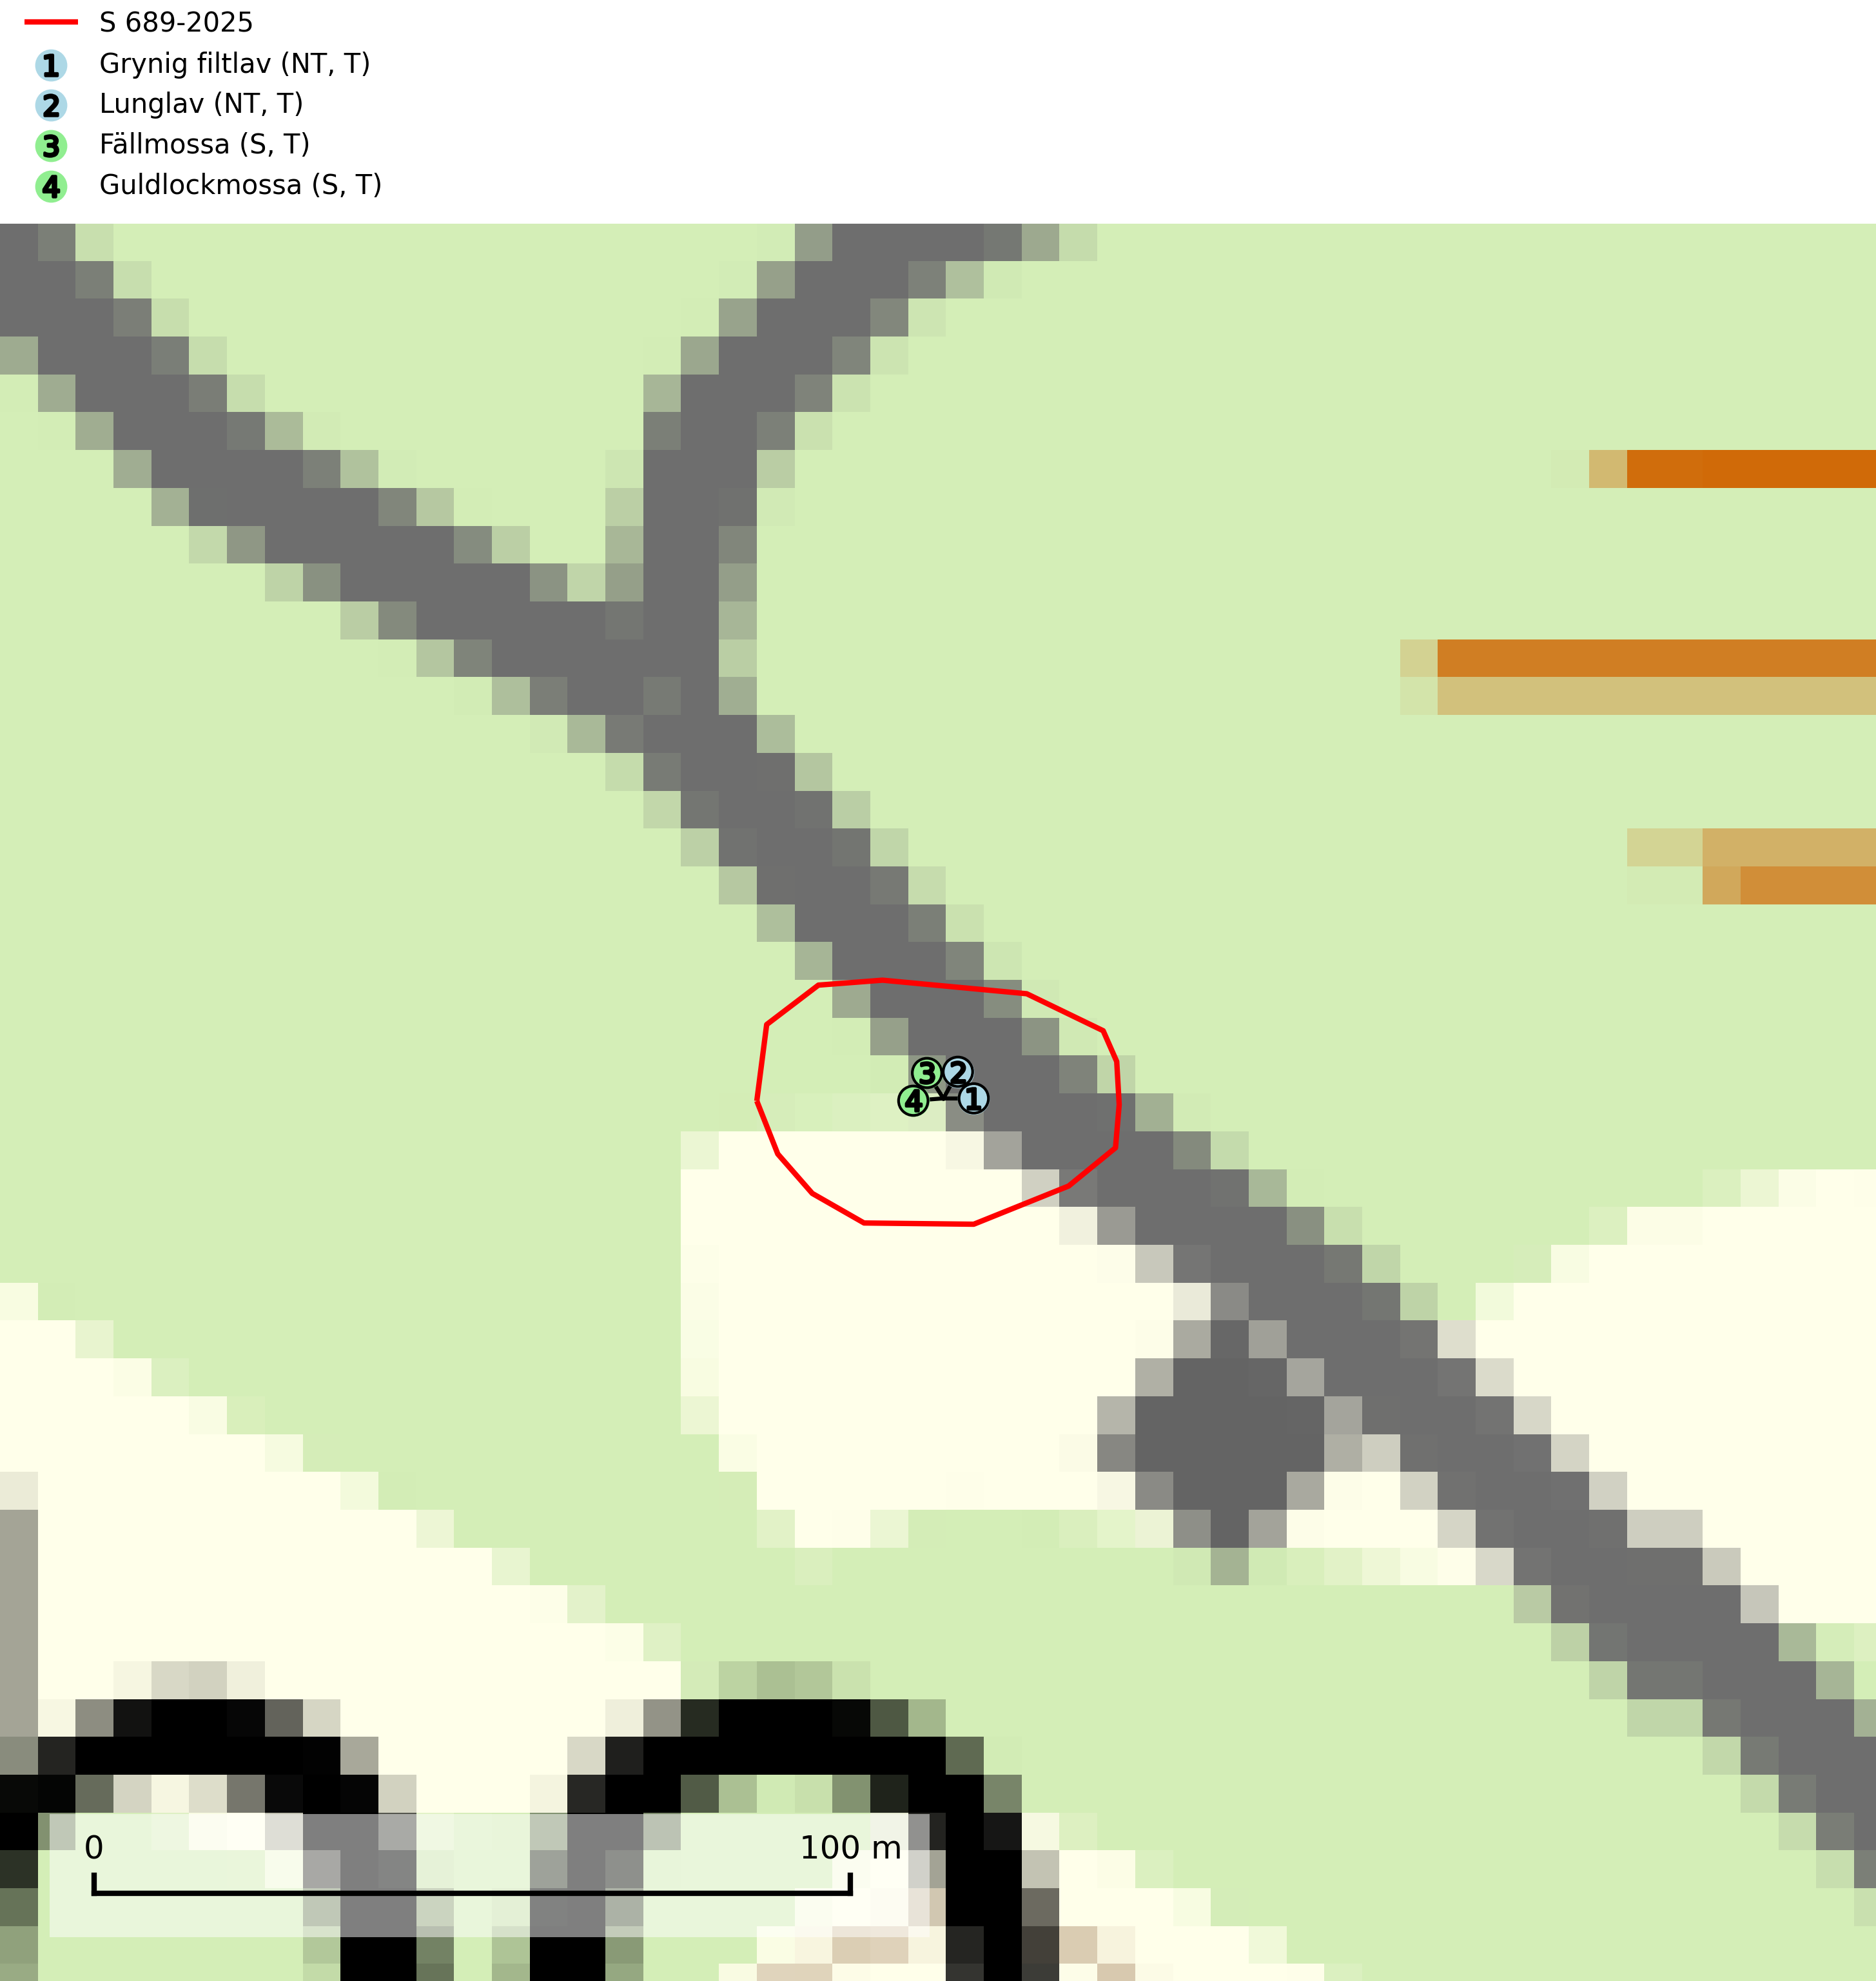 S 689-2025
1 Grynig filtlav (NT, T)
2 Lunglav (NT, T)
3 Fällmossa (S, T)
4 Guldlockmossa (S, T)
3 2
4 1
0 100 m